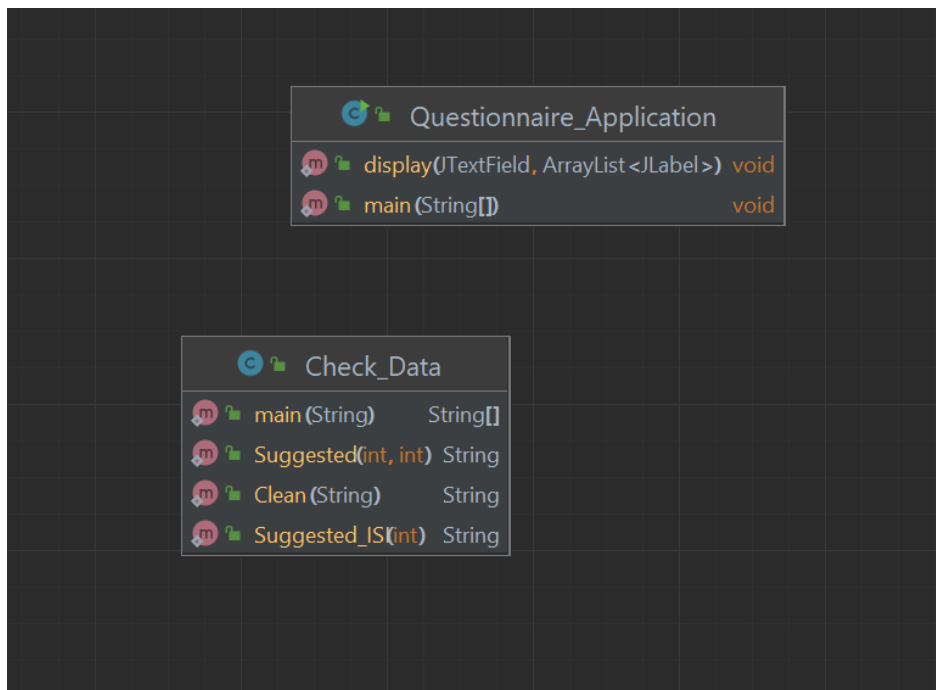 Questionnaire_Application
display(JTextField, ArrayList<JLabel>) void
main(String[]) void
Check_Data
main(String) String[]
Suggested(int, int) String
Clean(String) String
Suggested_ISI(int) String